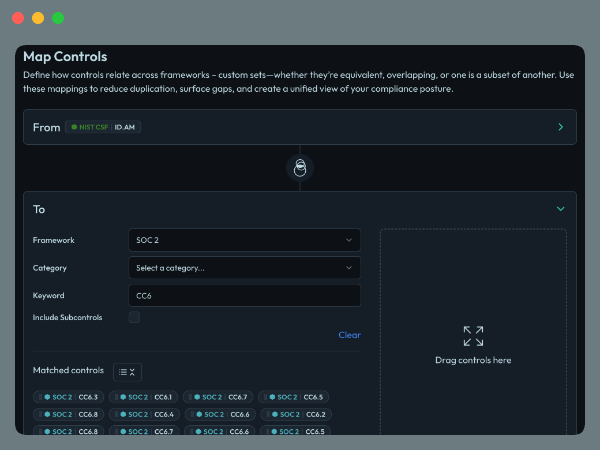 Map Controls
Define how controls relate across frameworks – custom sets—whether they're equivalent, overlapping, or one is a subset of another. Use
these mappings to reduce duplication, surface gaps, and create a unified view of your compliance posture.
From NIST CSF ID.AM
To
Framework SOC 2
Category Select a category...
Keyword CC6
Include Subcontrols
Clear
Drag controls here
Matched controls
SOC 2 CC6.3 SOC 2 CC6.1 SOC 2 CC6.7 SOC 2 CC6.5
SOC 2 CC6.8 SOC 2 CC6.4 SOC 2 CC6.6 SOC 2 CC6.2
SOC 2 CC6.8 SOC 2 CC6.7 SOC 2 CC6.6 SOC 2 CC6.5